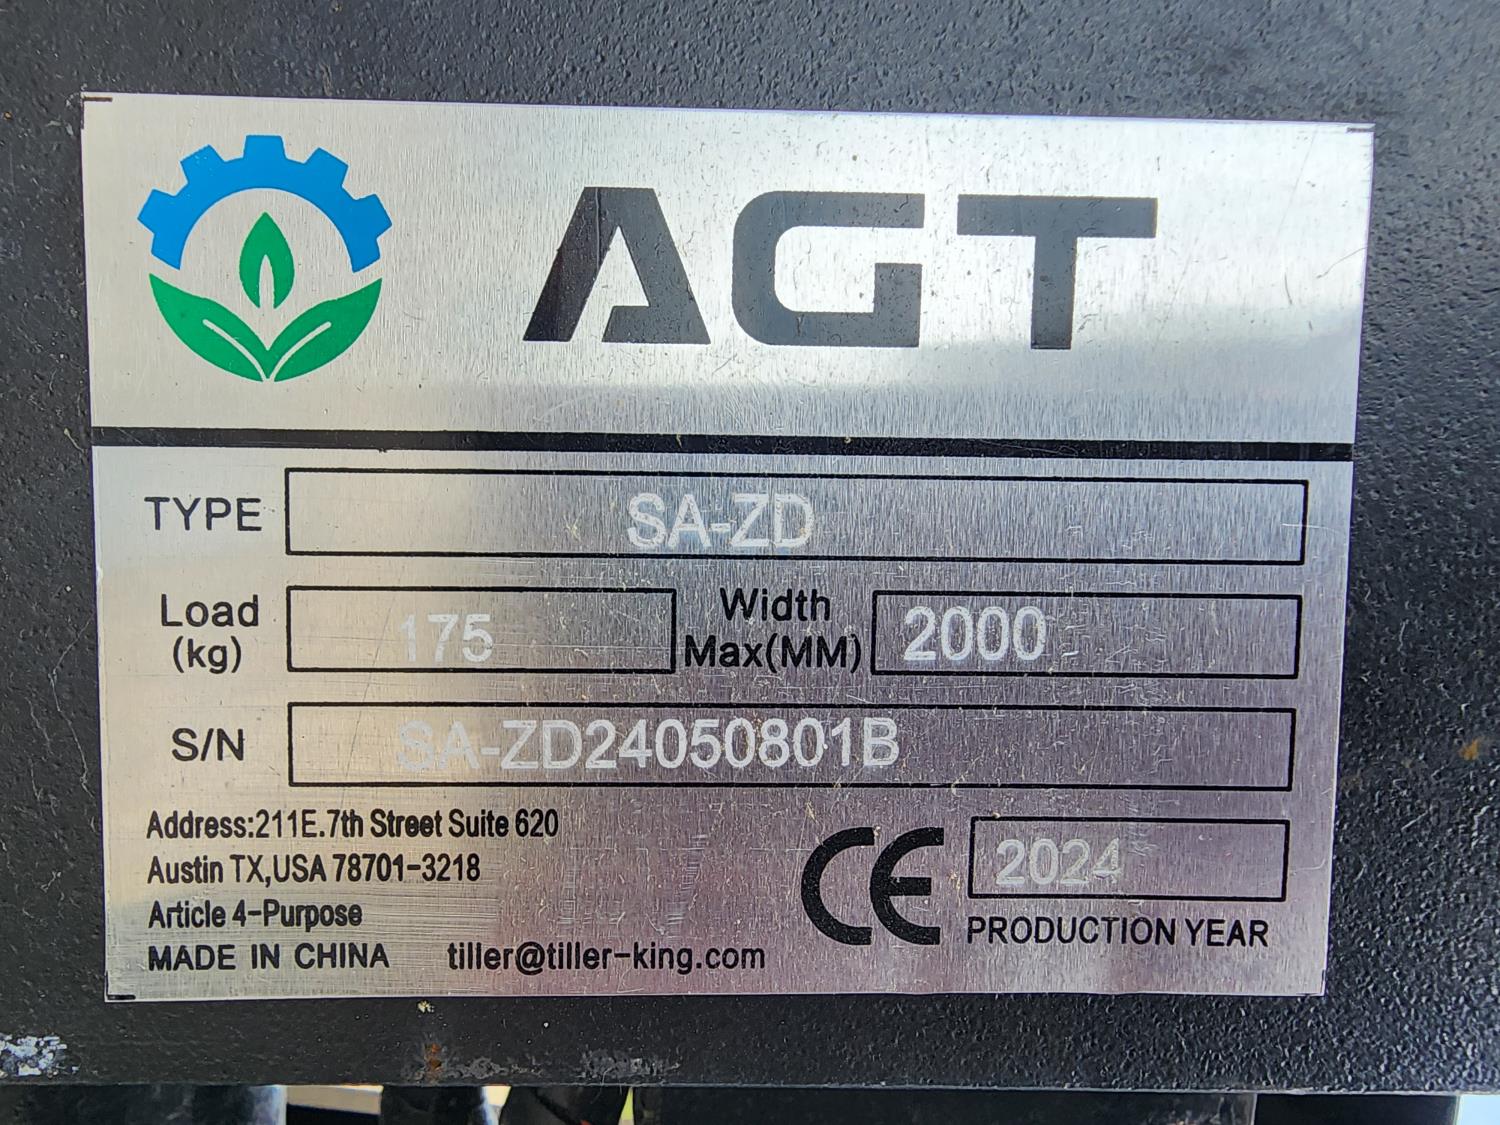 AGT
TYPE SA-ZD
Load (kg) 175 Width Max(MM) 2000
S/N SA-ZD24050801B
Address:211E.7th Street Suite 620
Austin TX,USA 78701-3218
Article 4-Purpose
MADE IN CHINA tiller@tiller-king.com
CE 2024
PRODUCTION YEAR